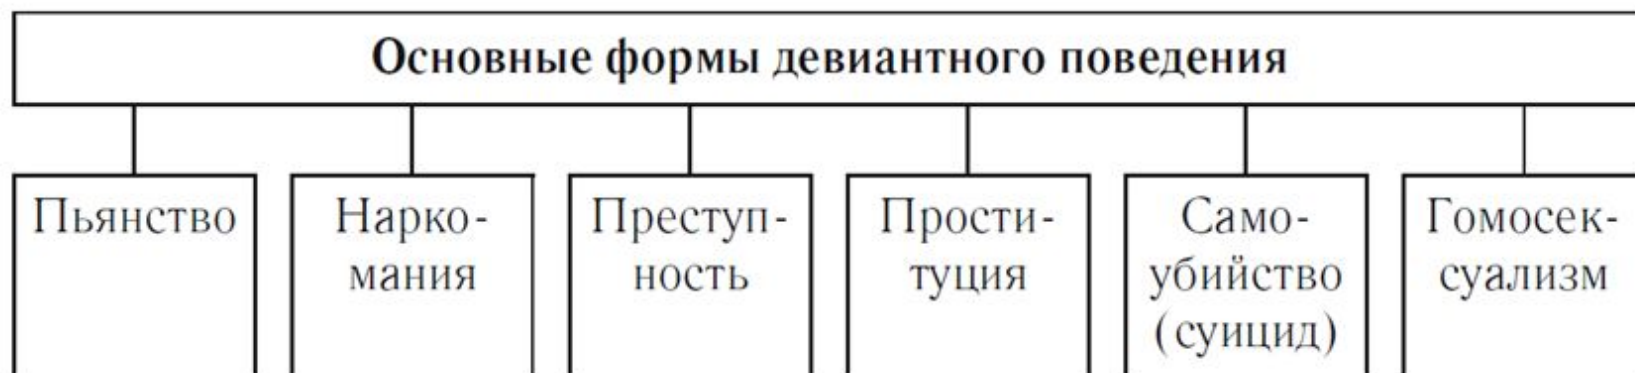 Основные формы девиантного поведения
Пьянство
Нарко-
мания
Преступ-
ность
Прости-
туция
Само-
убийство
(суицид)
Гомосек-
суализм